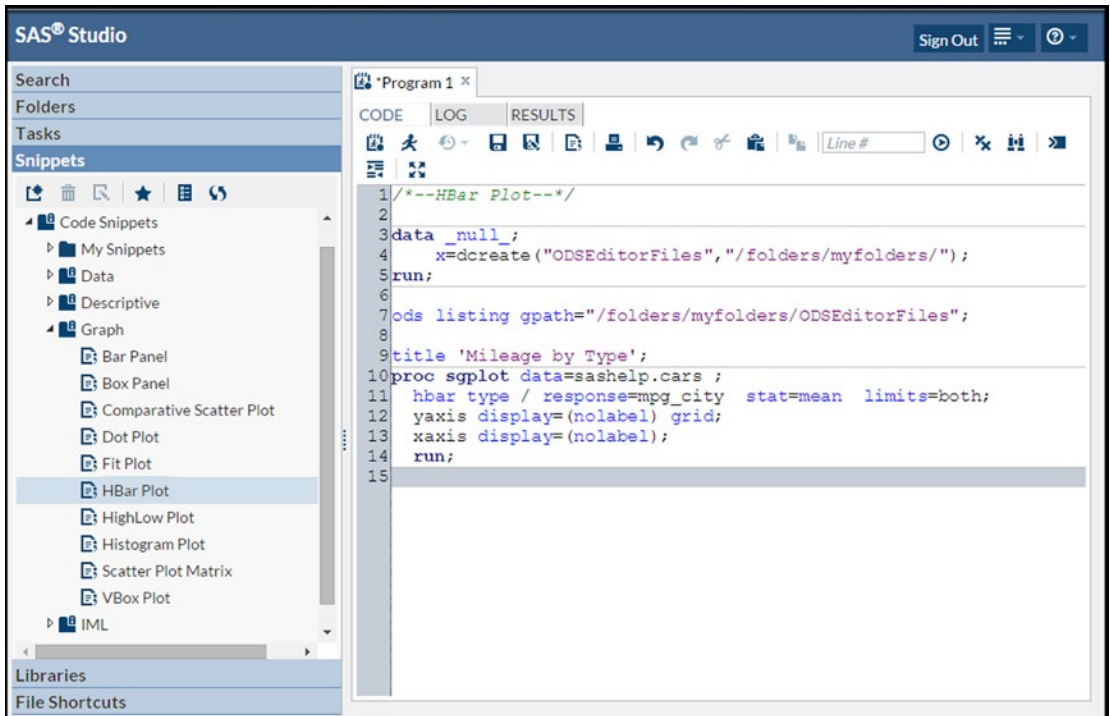 SAS® Studio
Sign Out
Search
Folders
Tasks
Snippets
Code Snippets
My Snippets
Data
Descriptive
Graph
Bar Panel
Box Panel
Comparative Scatter Plot
Dot Plot
Fit Plot
HBar Plot
HighLow Plot
Histogram Plot
Scatter Plot Matrix
VBox Plot
IML
Libraries
File Shortcuts
*Program 1 ×
CODE LOG RESULTS
Line #
1 /*--HBar Plot--*/
2
3 data _null_;
4 x=dcreate("ODSEditorFiles","/folders/myfolders/");
5 run;
6
7 ods listing gpath="/folders/myfolders/ODSEditorFiles";
8
9 title 'Mileage by Type';
10 proc sgplot data=sashelp.cars ;
11 hbar type / response=mpg_city stat=mean limits=both;
12 yaxis display=(nolabel) grid;
13 xaxis display=(nolabel);
14 run;
15